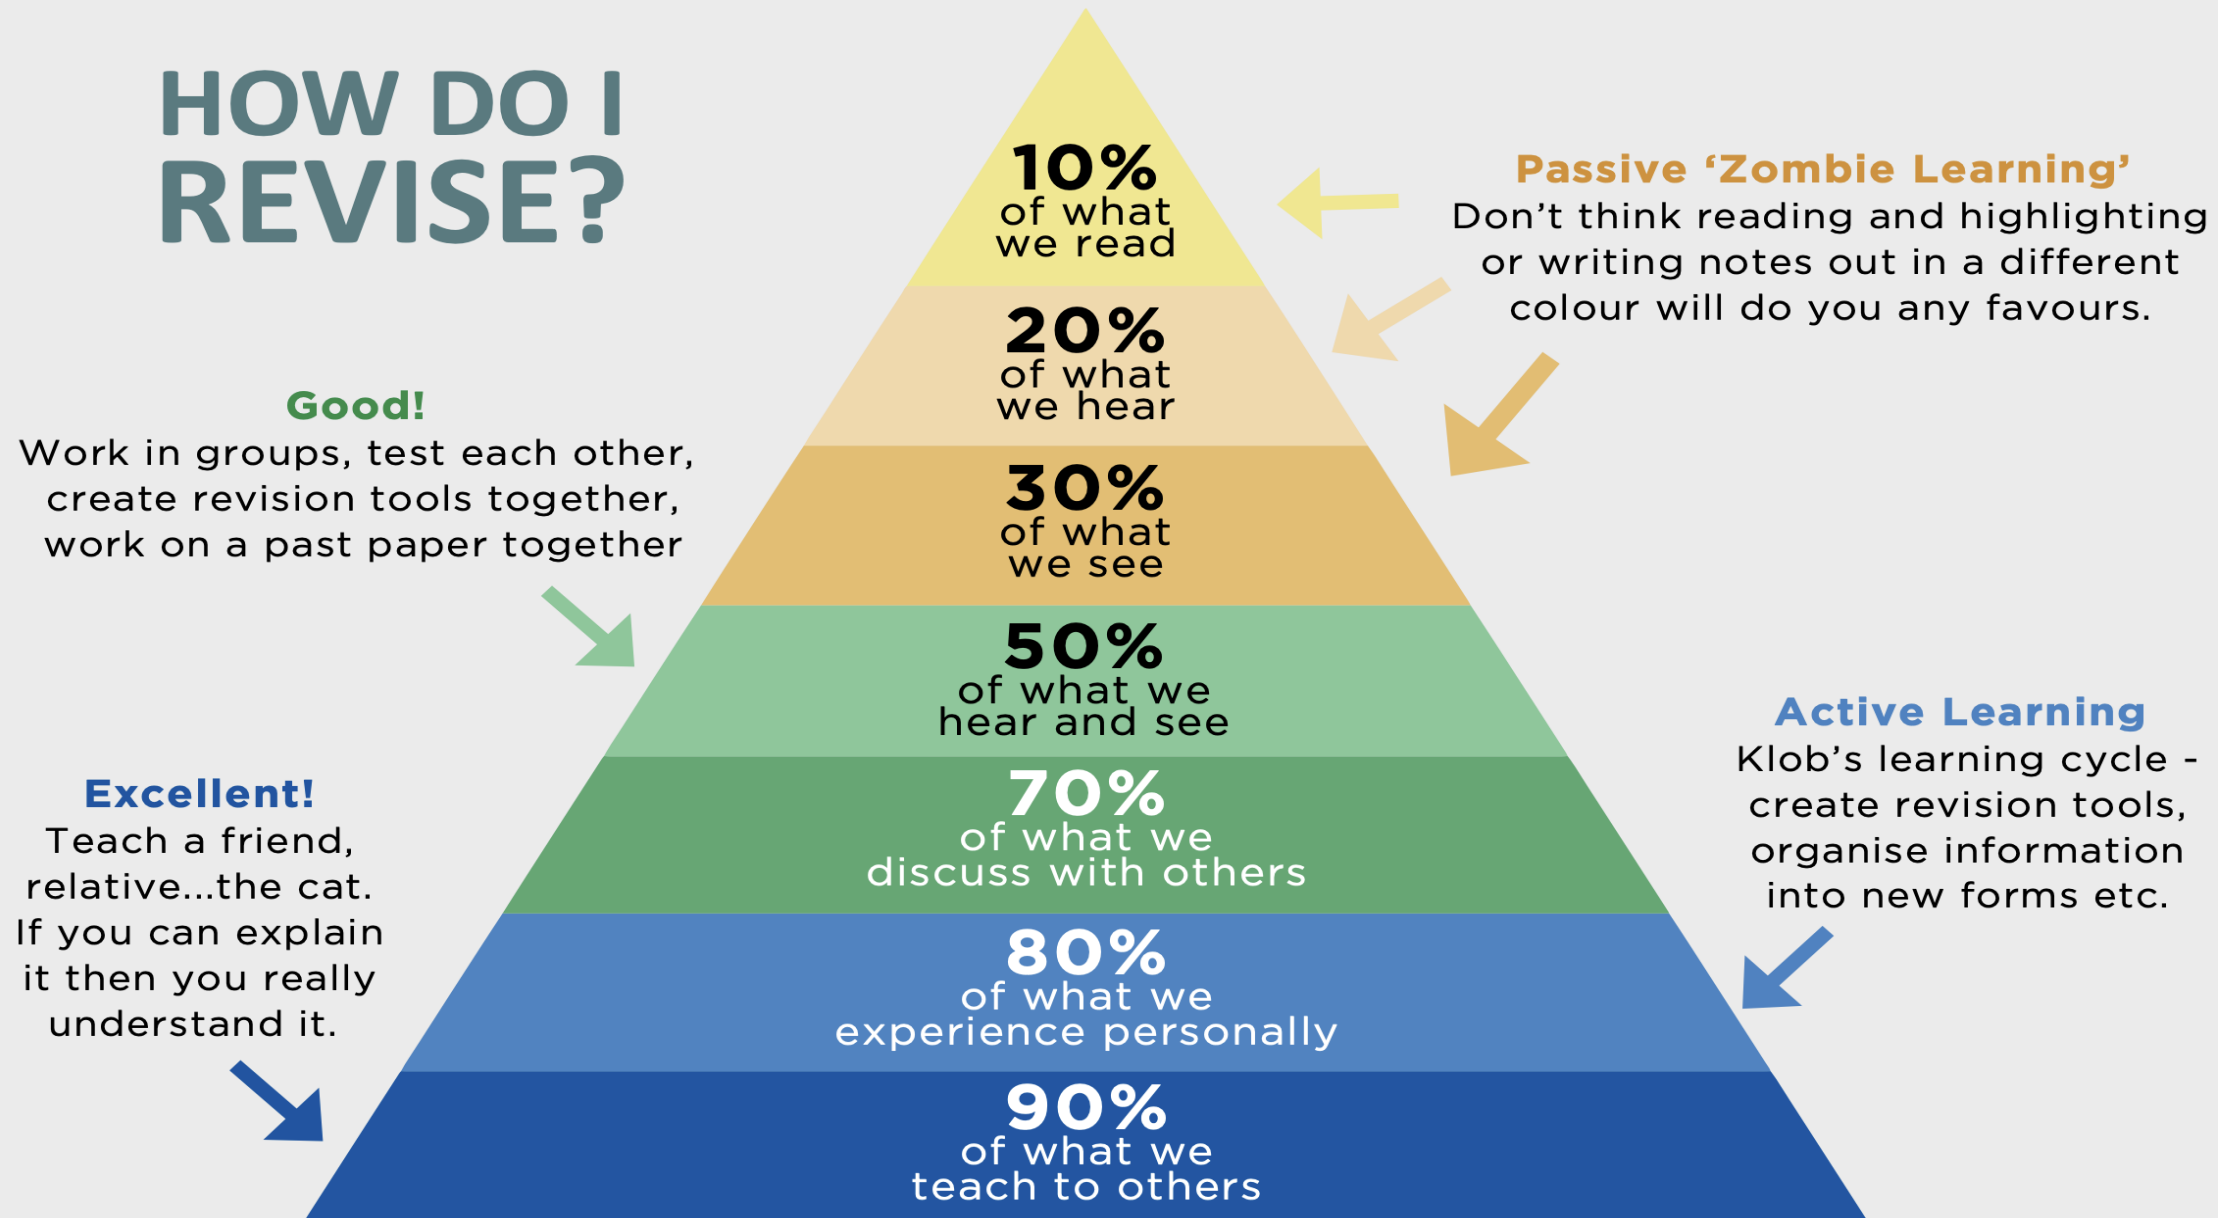 HOW DO I
REVISE?
10%
of what
we read
Passive ‘Zombie Learning’
Don’t think reading and highlighting
or writing notes out in a different
colour will do you any favours.
20%
of what
we hear
Good!
Work in groups, test each other,
create revision tools together,
work on a past paper together
30%
of what
we see
50%
of what we
hear and see
Active Learning
Klob’s learning cycle -
create revision tools,
organise information
into new forms etc.
70%
of what we
discuss with others
Excellent!
Teach a friend,
relative...the cat.
If you can explain
it then you really
understand it.
80%
of what we
experience personally
90%
of what we
teach to others